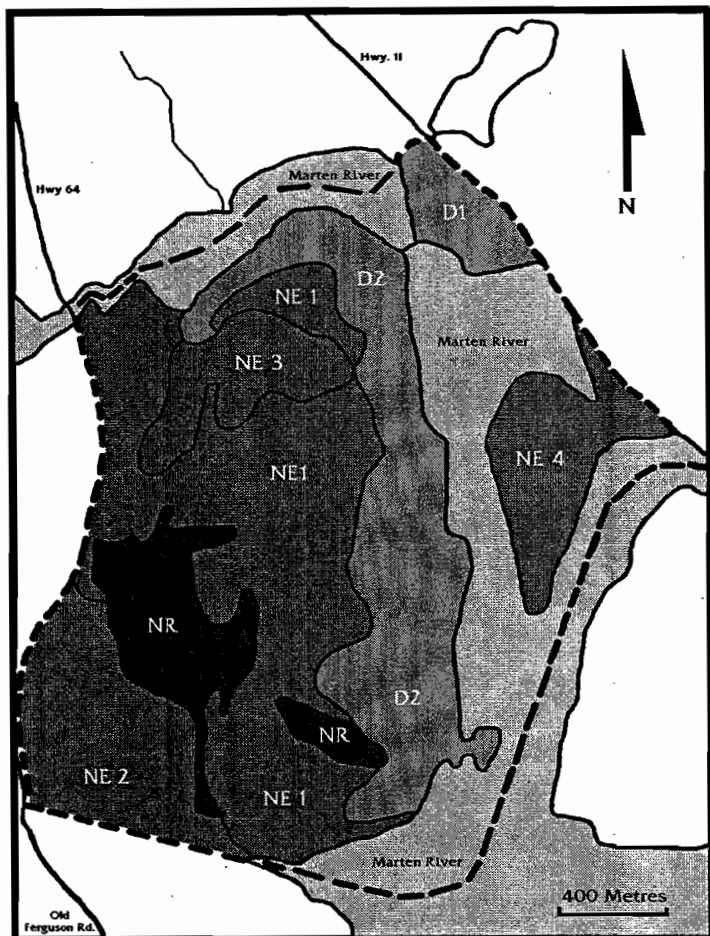 Hwy. 11
Hwy 64
Marten River
N
D1
D2
NE 1
Marten River
NE 3
NE 4
NE1
NR
D2
NR
NE 2
NE 1
Marten River
400 Metres
Old
Ferguson Rd.